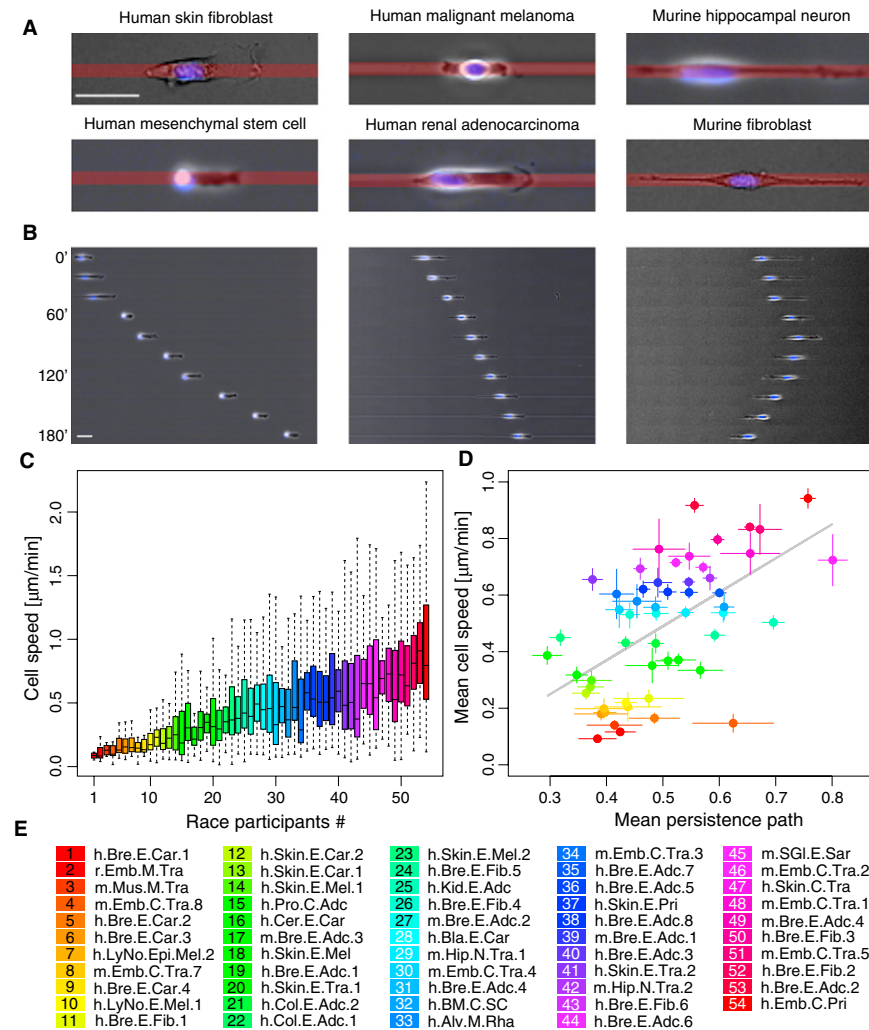 A
Human skin fibroblast
Human malignant melanoma
Murine hippocampal neuron
Human mesenchymal stem cell
Human renal adenocarcinoma
Murine fibroblast
B
0'
60'
120'
180'
C
Cell speed [µm/min]
2.0
1.5
1.0
0.5
0.0
1 10 20 30 40 50
Race participants #
D
Mean cell speed [µm/min]
1.0
0.8
0.6
0.4
0.2
0.0
0.3 0.4 0.5 0.6 0.7 0.8
Mean persistence path
E
1 h.Bre.E.Car.1
2 r.Emb.M.Tra
3 m.Mus.M.Tra
4 m.Emb.C.Tra.8
5 h.Bre.E.Car.2
6 h.Bre.E.Car.3
7 h.LyNo.Epi.Mel.2
8 m.Emb.C.Tra.7
9 h.Bre.E.Car.4
10 h.LyNo.E.Mel.1
11 h.Bre.E.Fib.1
12 h.Skin.E.Car.2
13 h.Skin.E.Car.1
14 h.Skin.E.Mel.1
15 h.Pro.C.Adc
16 h.Cer.E.Car
17 m.Bre.E.Adc.3
18 h.Skin.E.Mel
19 h.Bre.E.Adc.1
20 h.Skin.E.Tra.1
21 h.Col.E.Adc.2
22 h.Col.E.Adc.1
23 h.Skin.E.Mel.2
24 h.Bre.E.Fib.5
25 h.Kid.E.Adc
26 h.Bre.E.Fib.4
27 m.Bre.E.Adc.2
28 h.Bla.E.Car
29 m.Hip.N.Tra.1
30 m.Emb.C.Tra.4
31 h.Bre.E.Adc.4
32 h.BM.C.SC
33 h.Alv.M.Rha
34 m.Emb.C.Tra.3
35 h.Bre.E.Adc.7
36 h.Bre.E.Adc.5
37 h.Skin.E.Pri
38 h.Bre.E.Adc.8
39 m.Bre.E.Adc.1
40 h.Bre.E.Adc.3
41 h.Skin.E.Tra.2
42 m.Hip.N.Tra.2
43 h.Bre.E.Fib.6
44 h.Bre.E.Adc.6
45 m.SGl.E.Sar
46 m.Emb.C.Tra.2
47 h.Skin.C.Tra
48 m.Emb.C.Tra.1
49 m.Bre.E.Adc.4
50 h.Bre.E.Fib.3
51 m.Emb.C.Tra.5
52 h.Bre.E.Fib.2
53 h.Bre.E.Adc.2
54 h.Emb.C.Pri